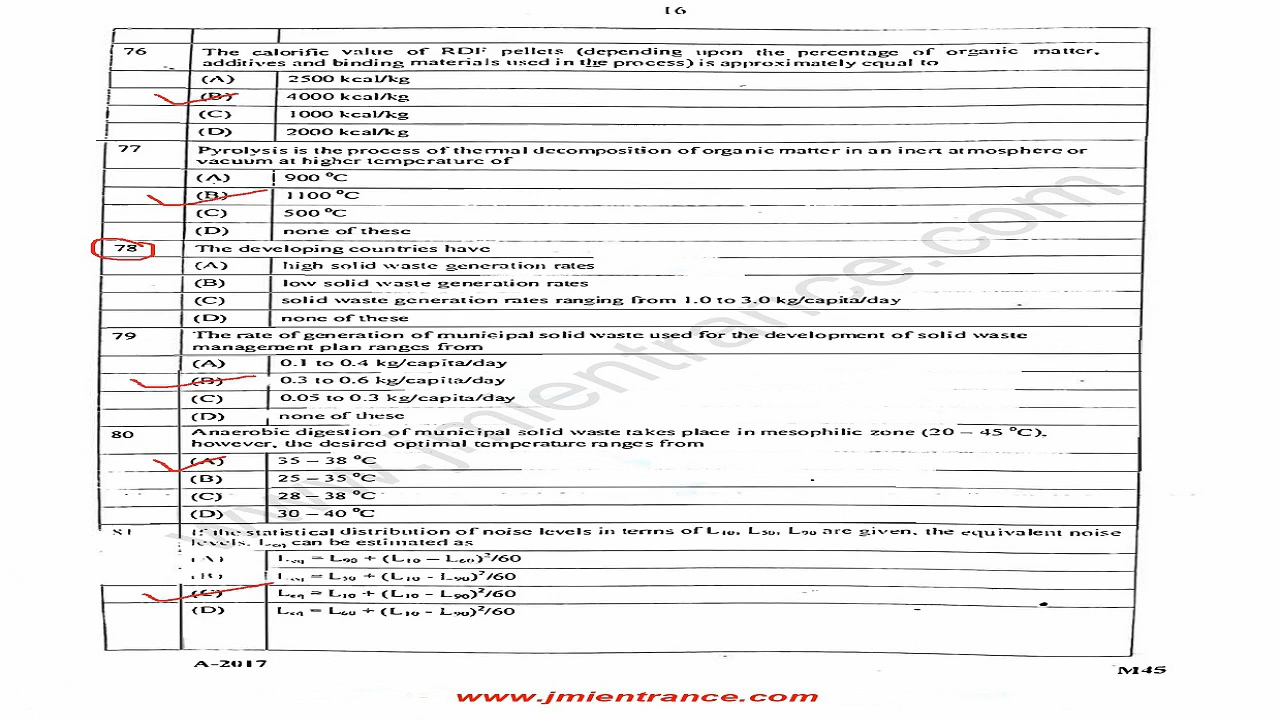 16
76 The calorific value of RDF pellets (depending upon the percentage of organic matter,
additives and binding materials used in the process) is approximately equal to
(A) 2500 kcal/kg
(B) 4000 kcal/kg
(C) 1000 kcal/kg
(D) 2000 kcal/kg
77 Pyrolysis is the process of thermal decomposition of organic matter in an inert atmosphere or
vacuum at higher temperature of
(A) 900 °C
(B) 1100 °C
(C) 500 °C
(D) none of these
78 The developing countries have
(A) high solid waste generation rates
(B) low solid waste generation rates
(C) solid waste generation rates ranging from 1.0 to 3.0 kg/capita/day
(D) none of these
79 The rate of generation of municipal solid waste used for the development of solid waste
management plan ranges from
(A) 0.1 to 0.4 kg/capita/day
(B) 0.3 to 0.6 kg/capita/day
(C) 0.05 to 0.3 kg/capita/day
(D) none of these
80 Anaerobic digestion of municipal solid waste takes place in mesophilic zone (20 – 45 °C),
however, the desired optimal temperature ranges from
(A) 35 – 38 °C
(B) 25 – 35 °C
(C) 28 – 38 °C
(D) 30 – 40 °C
81 If the statistical distribution of noise levels in terms of L₁₀, L₅₀, L₉₀ are given, the equivalent noise
levels, Leq can be estimated as
(A) Leq = L₉₀ + (L₁₀ – L₆₀)²/60
(B) Leq = L₅₀ + (L₁₀ - L₉₀)²/60
(C) Leq = L₁₀ + (L₁₀ - L₉₀)²/60
(D) Leq = L₆₀ + (L₁₀ - L₉₀)²/60
A-2017 M45
www.jmientrance.com
www.jmientrance.com